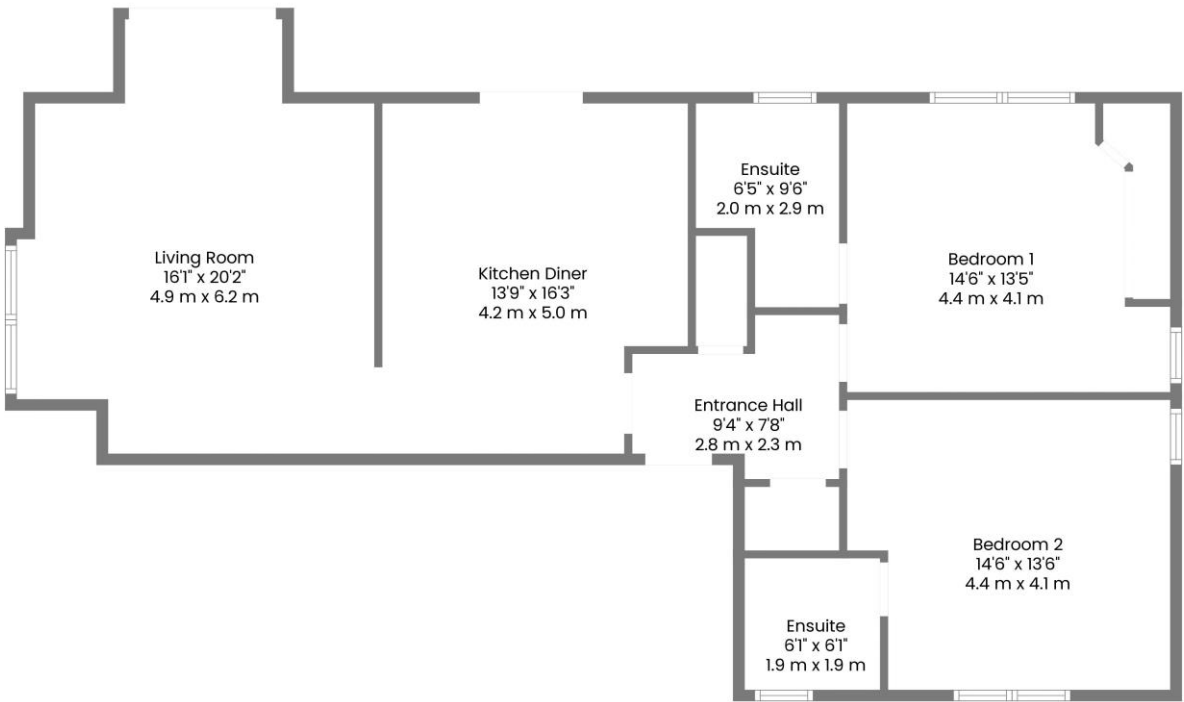 Living Room
16'1" x 20'2"
4.9 m x 6.2 m
Kitchen Diner
13'9" x 16'3"
4.2 m x 5.0 m
Ensuite
6'5" x 9'6"
2.0 m x 2.9 m
Bedroom 1
14'6" x 13'5"
4.4 m x 4.1 m
Entrance Hall
9'4" x 7'8"
2.8 m x 2.3 m
Bedroom 2
14'6" x 13'6"
4.4 m x 4.1 m
Ensuite
6'1" x 6'1"
1.9 m x 1.9 m